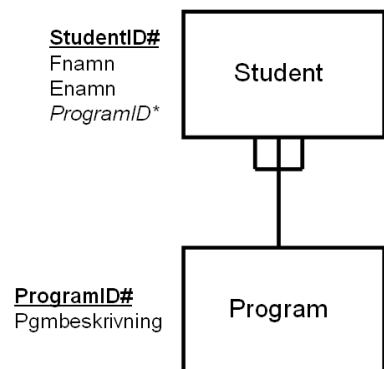 StudentID#
Fnamn
Enamn
ProgramID*
Student
ProgramID#
Pgmbeskrivning
Program